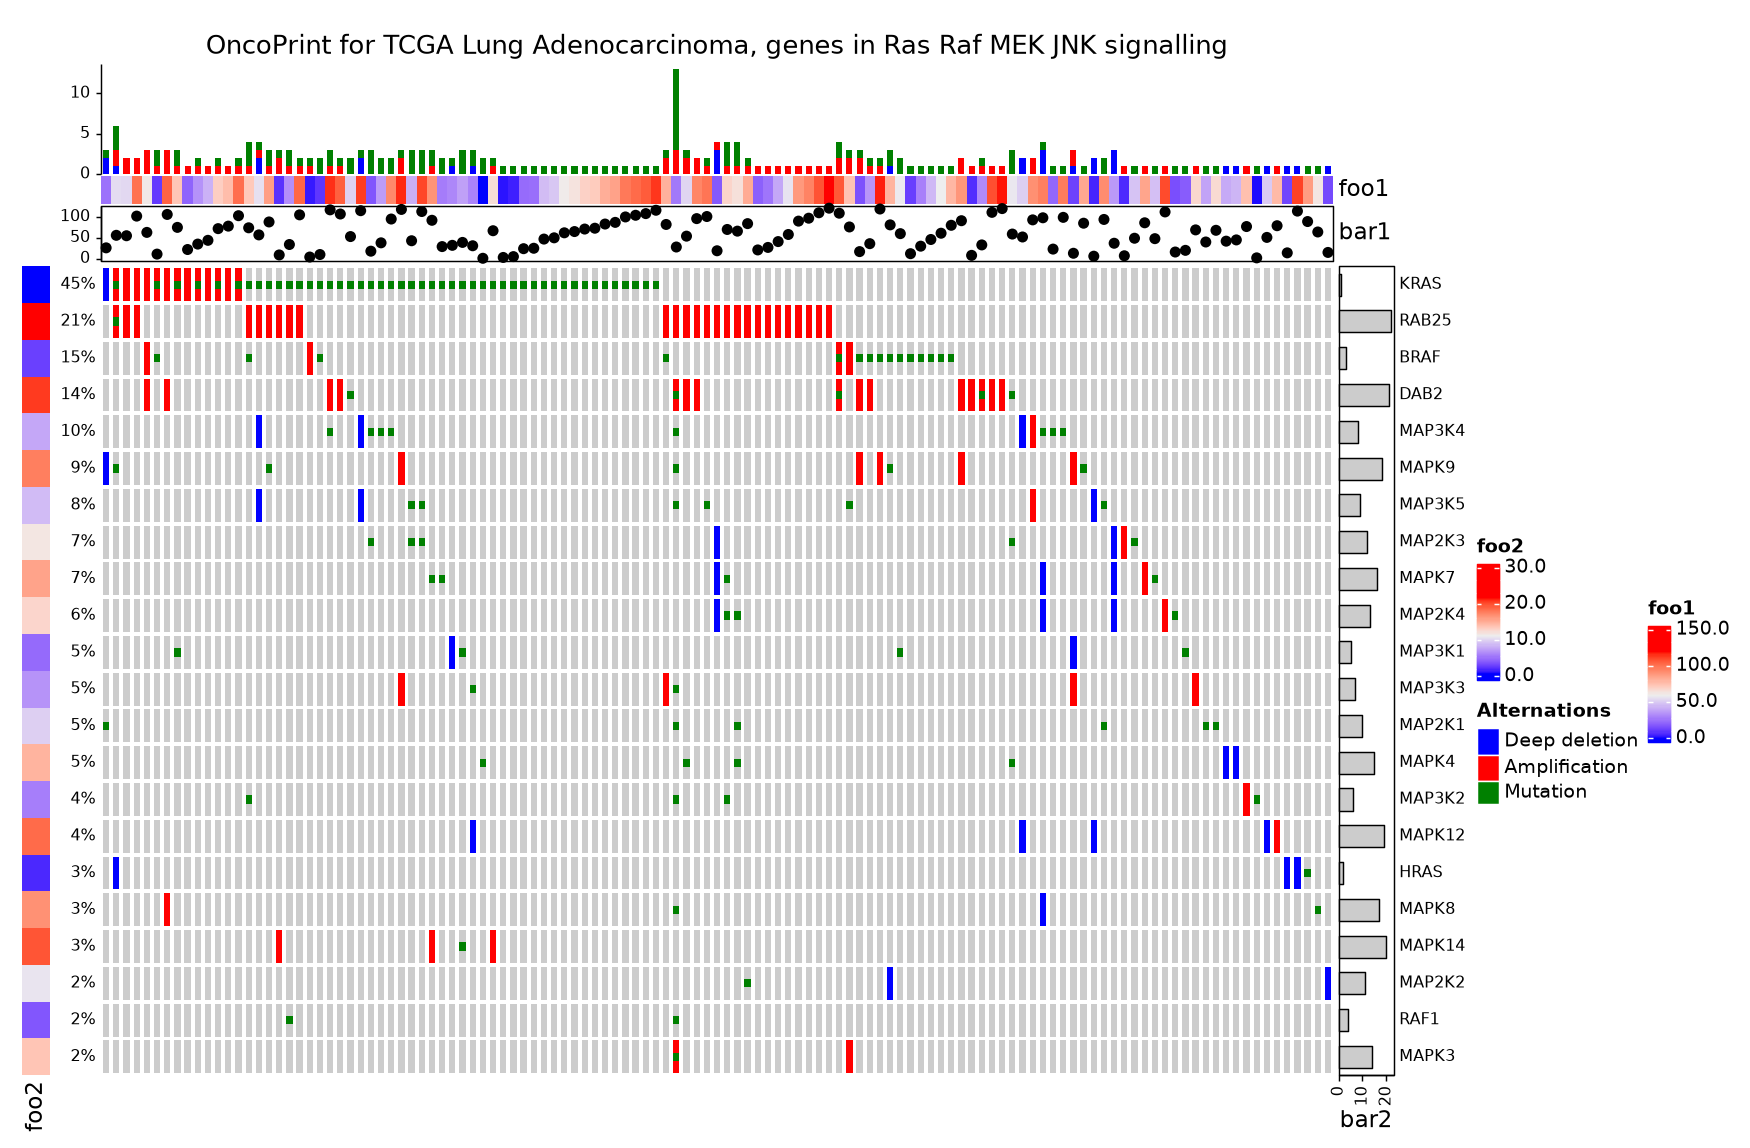 OncoPrint for TCGA Lung Adenocarcinoma, genes in Ras Raf MEK JNK signalling
10
5
0
foo1
100
50
0
bar1
45% KRAS
21% RAB25
15% BRAF
14% DAB2
10% MAP3K4
9% MAPK9
8% MAP3K5
7% MAP2K3
7% MAPK7
6% MAP2K4
5% MAP3K1
5% MAP3K3
5% MAP2K1
5% MAPK4
4% MAP3K2
4% MAPK12
3% HRAS
3% MAPK8
3% MAPK14
2% MAP2K2
2% RAF1
2% MAPK3
foo2
0 10 20
bar2
foo2
30.0
20.0
10.0
0.0
Alternations
Deep deletion
Amplification
Mutation
foo1
150.0
100.0
50.0
0.0